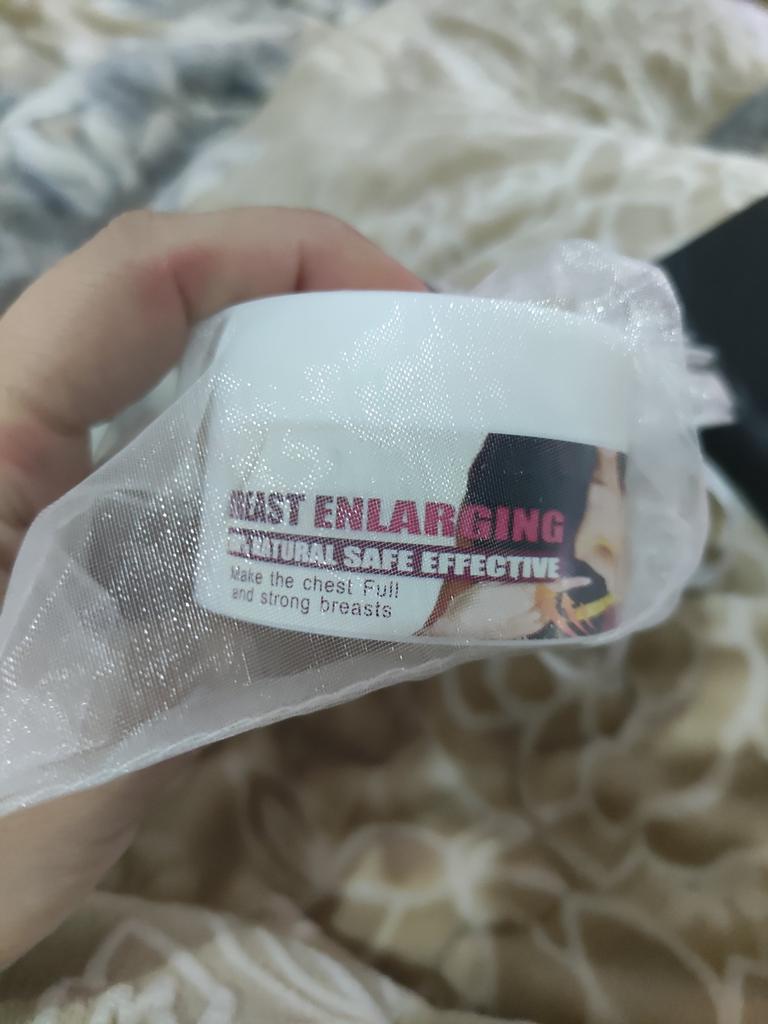 BREAST ENLARGING
NATURAL SAFE EFFECTIVE
Make the chest Full
and strong breasts